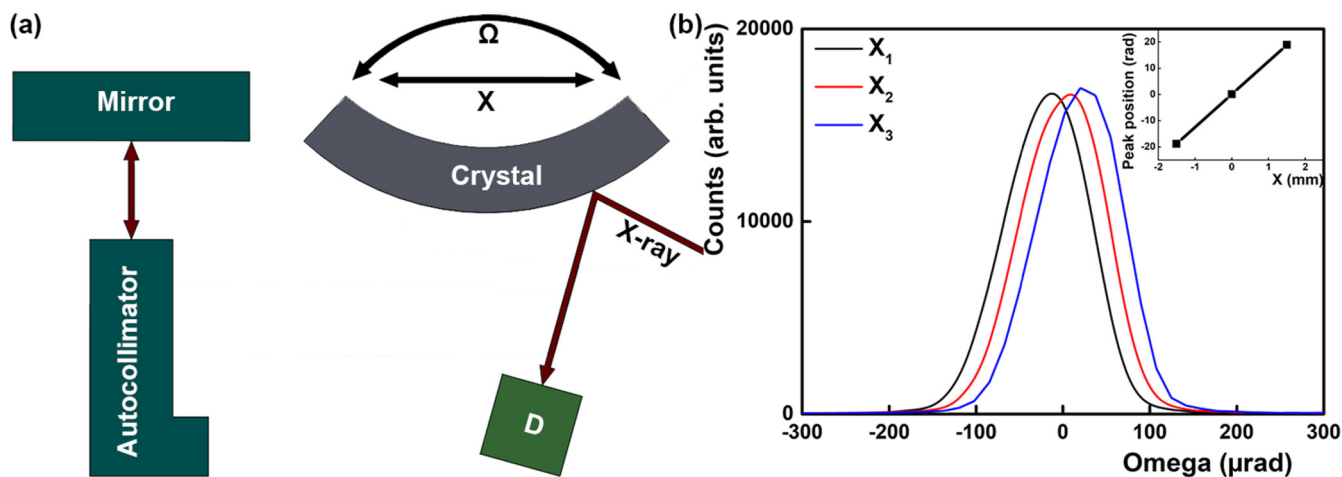 (a)
Mirror
Autocollimator
Ω
X
Crystal
X-ray
D
(b)
Counts (arb. units)
20000
10000
0
-300
-200
-100
0
100
200
300
Omega (μrad)
X₁
X₂
X₃
Peak position (rad)
20
10
0
-10
-20
-2
-1
0
1
2
X (mm)